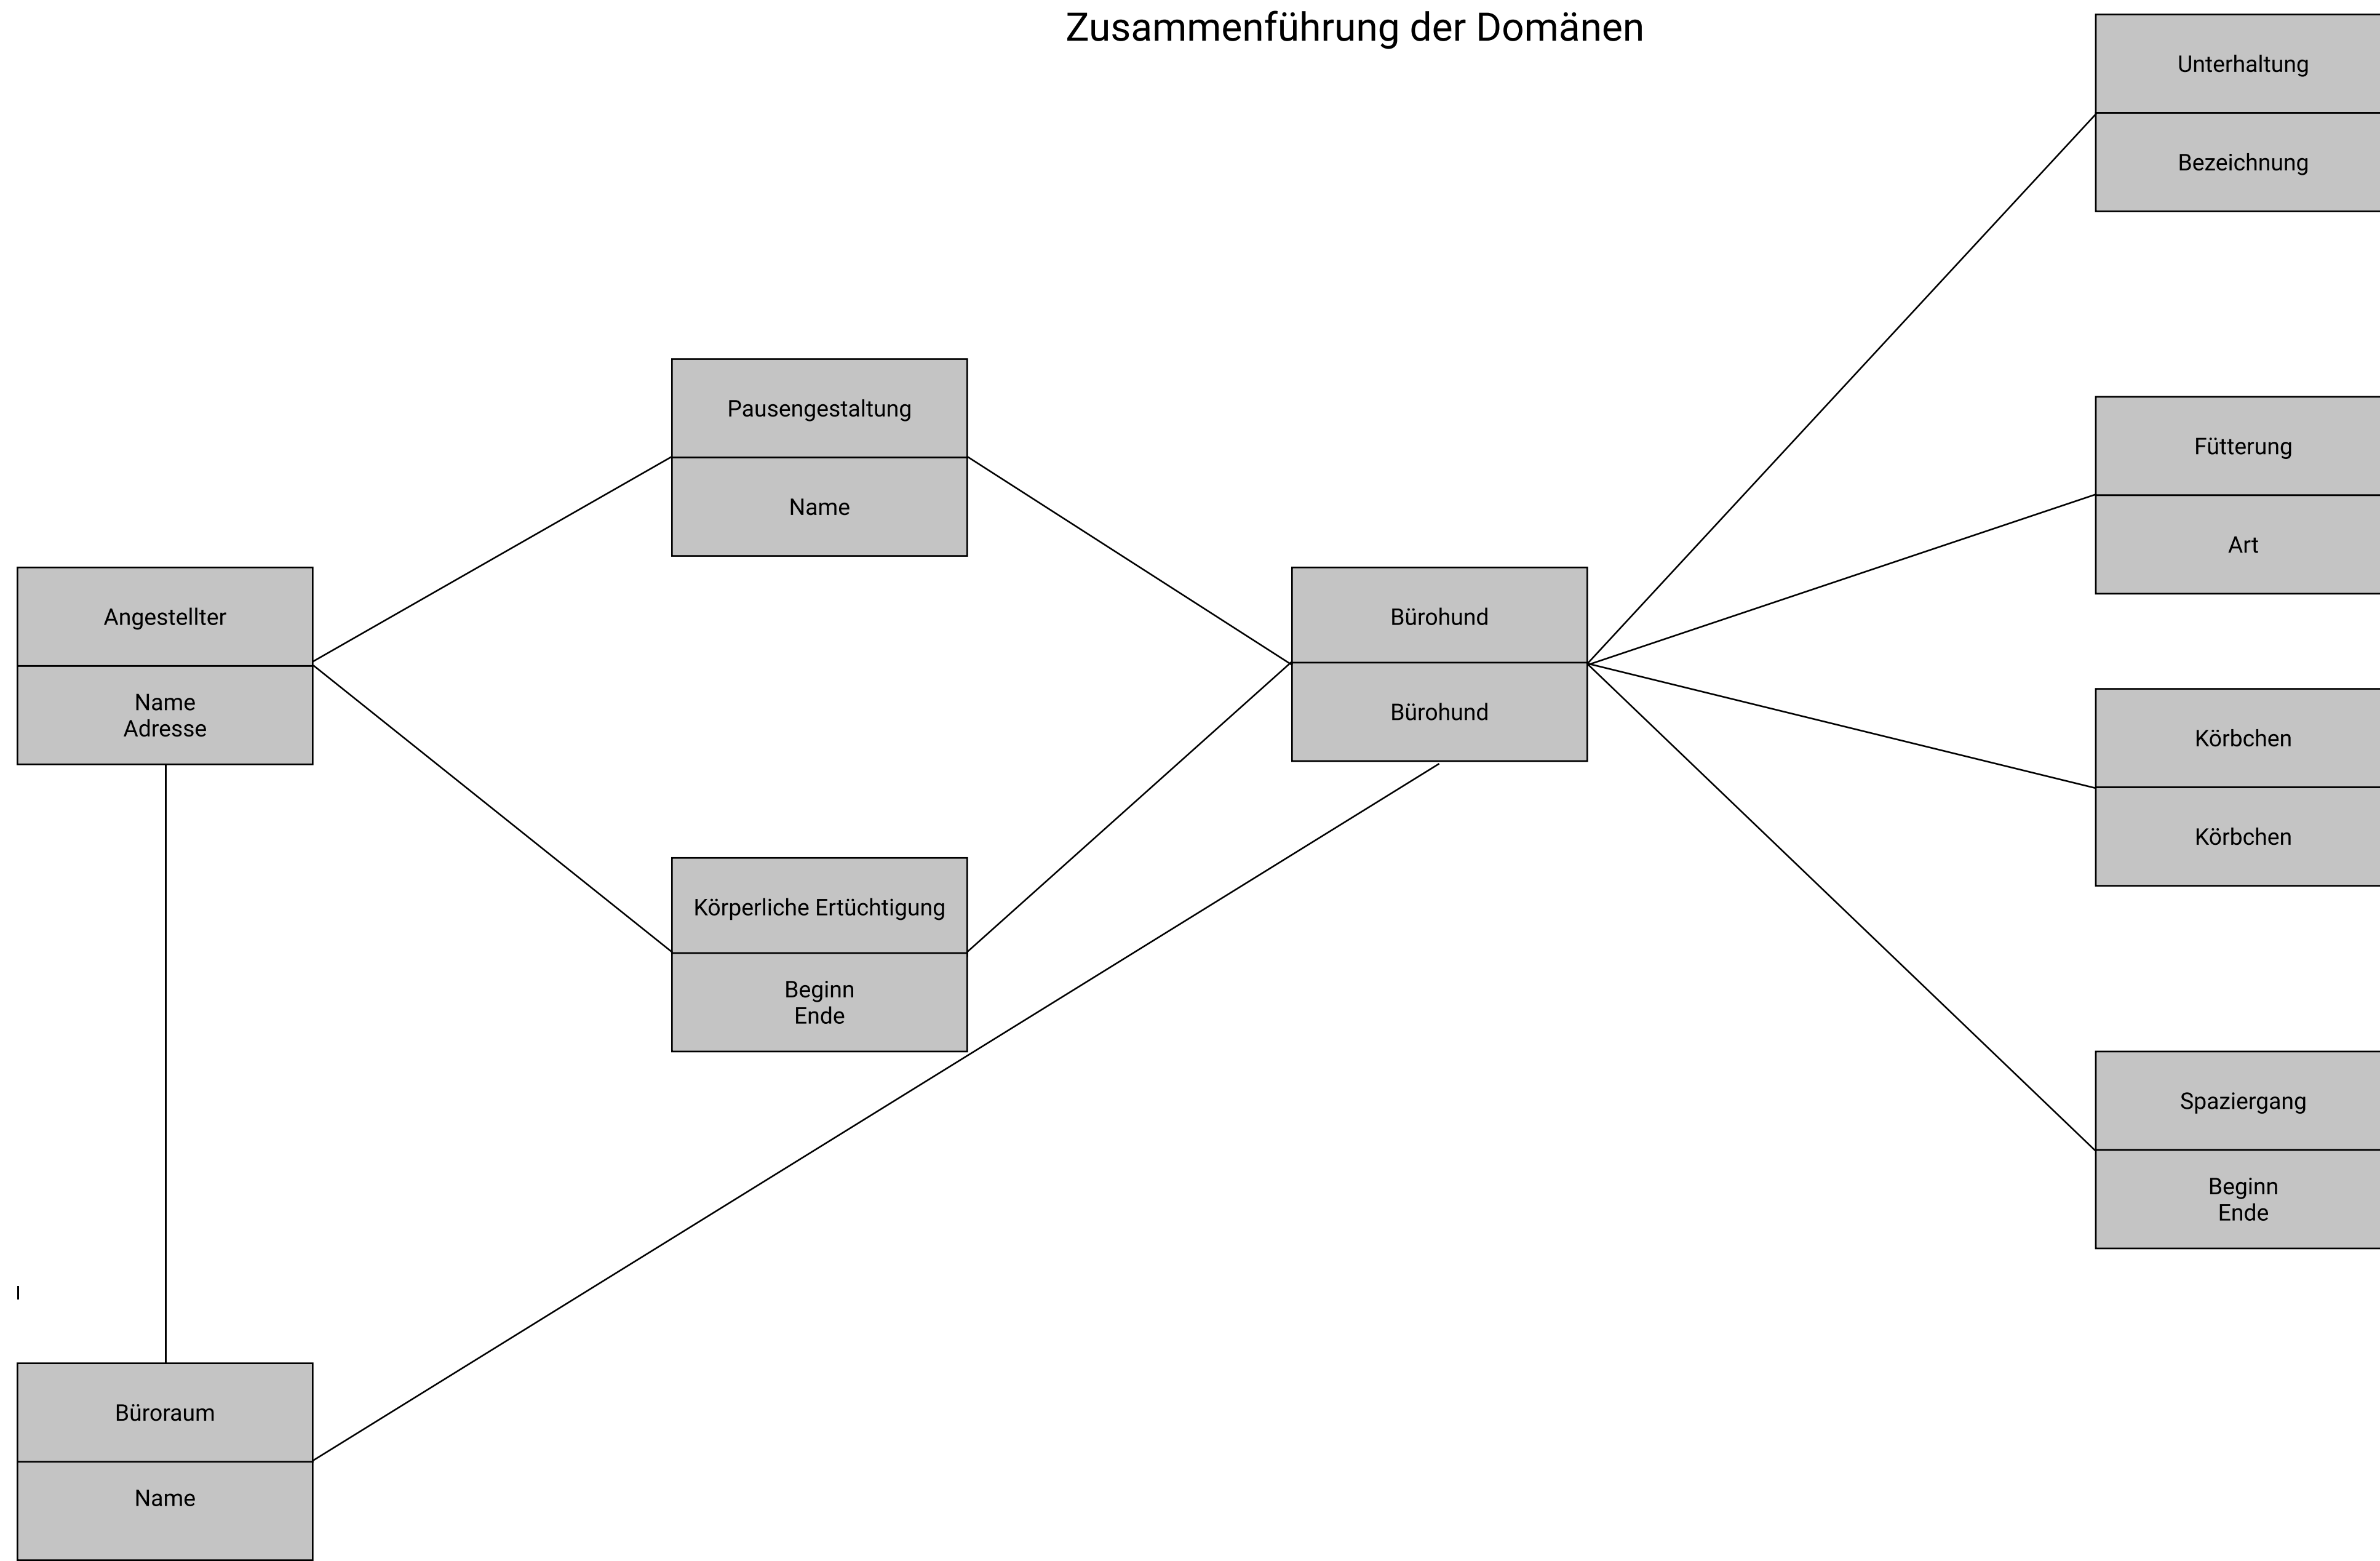 Zusammenführung der Domänen
Unterhaltung
Bezeichnung
Pausengestaltung
Name
Fütterung
Art
Angestellter
Name
Adresse
Bürohund
Bürohund
Körbchen
Körbchen
Körperliche Ertüchtigung
Beginn
Ende
Spaziergang
Beginn
Ende
Büroraum
Name